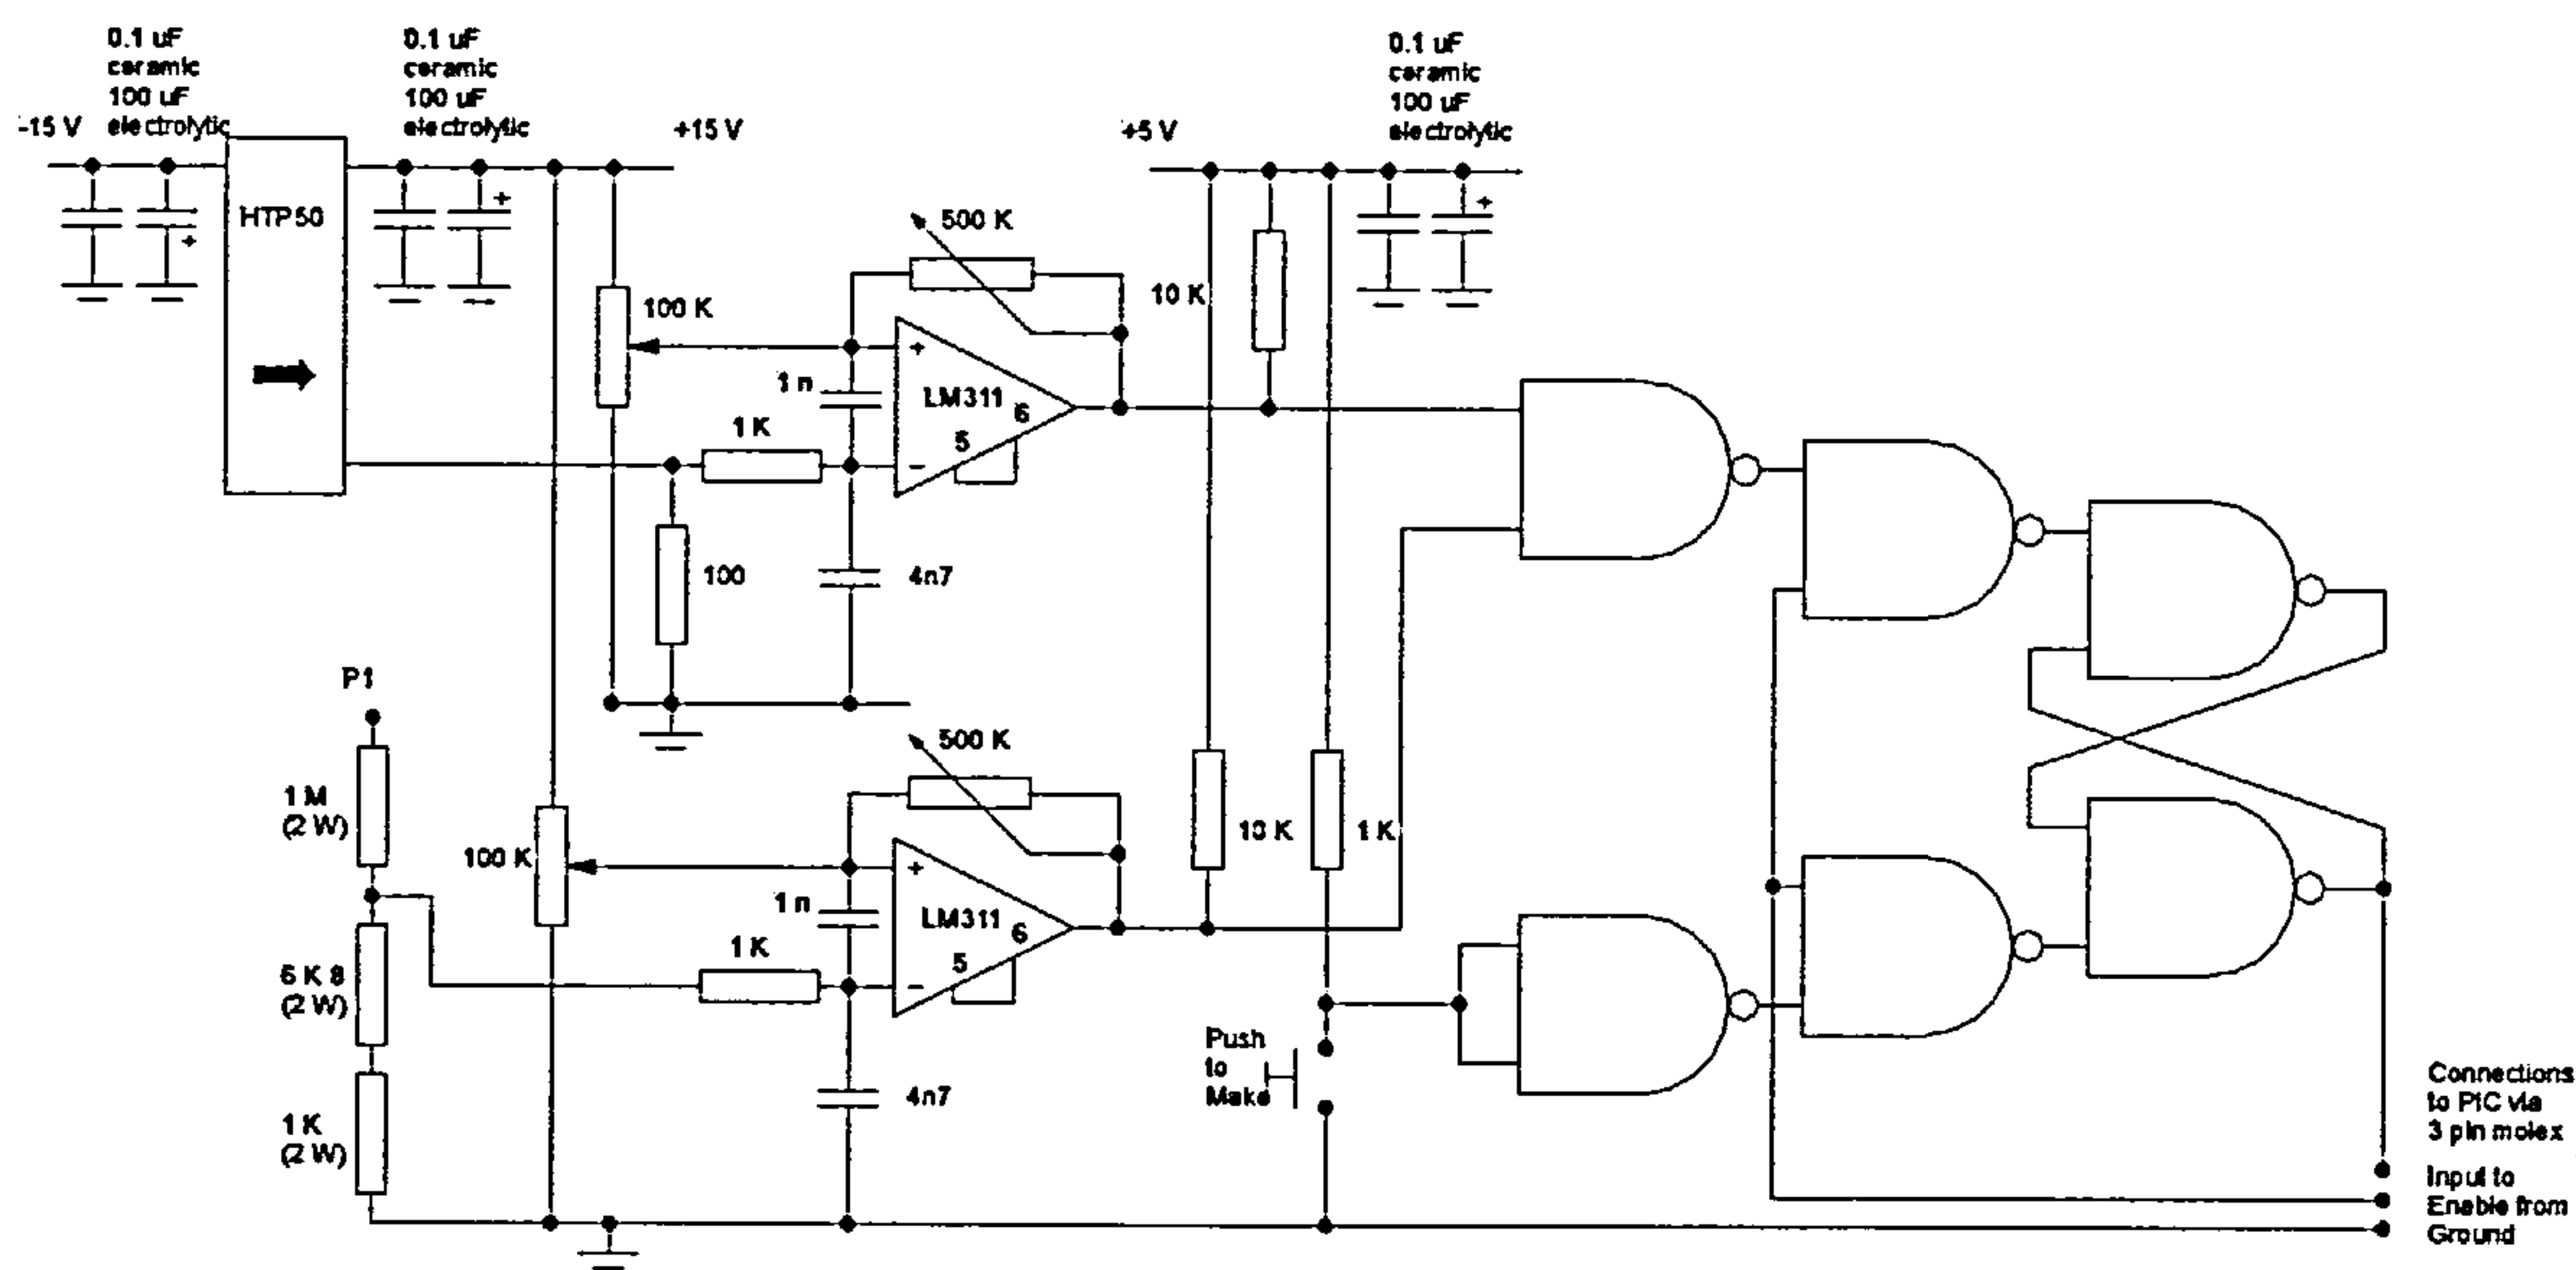 0.1 uF
ceramic
100 uF
electrolytic
-15 V
0.1 uF
ceramic
100 uF
electrolytic
+15 V
+5 V
0.1 uF
ceramic
100 uF
electrolytic
HTP50
+
+
+
500 K
100 K
10 K
1 n
+
LM311
6
5
-
1 K
100
4n7
P1
500 K
1 M
(2 W)
100 K
10 K
1 K
1 n
+
LM311
6
5
-
1 K
(2 W)
4n7
Push
to
Make
1 K
(2 W)
Connections
to PIC via
3 pin molex
Input to
Enable from
Ground